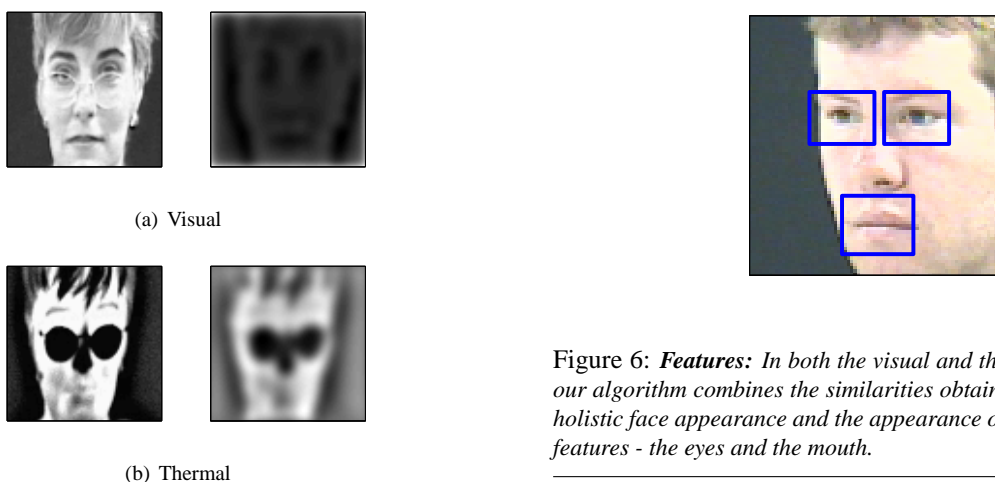 (a) Visual
(b) Thermal
Figure 6: Features: In both the visual and th
our algorithm combines the similarities obtain
holistic face appearance and the appearance o
features - the eyes and the mouth.